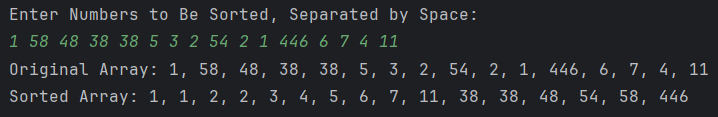 Enter Numbers to Be Sorted, Separated by Space:
1 58 48 38 38 5 3 2 54 2 1 446 6 7 4 11
Original Array: 1, 58, 48, 38, 38, 5, 3, 2, 54, 2, 1, 446, 6, 7, 4, 11
Sorted Array: 1, 1, 2, 2, 3, 4, 5, 6, 7, 11, 38, 38, 48, 54, 58, 446